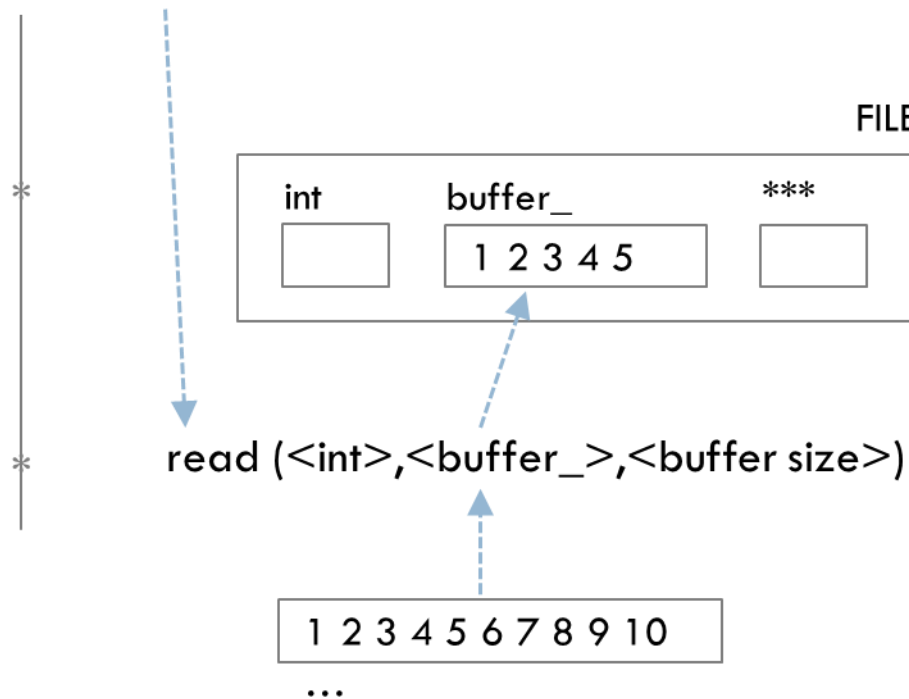 FILE
int buffer_ ***
1 2 3 4 5
*
*
read (<int>,<buffer_>,<buffer size>)
1 2 3 4 5 6 7 8 9 10
...